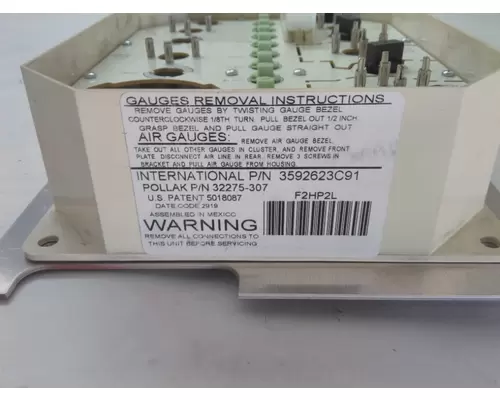 GAUGES REMOVAL INSTRUCTIONS
REMOVE GAUGES BY TWISTING GAUGE BEZEL
COUNTERCLOCKWISE 1/8TH TURN PULL BEZEL OUT 1/2 INCH
GRASP BEZEL AND PULL GAUGE STRAIGHT OUT
AIR GAUGES: REMOVE AIR GAUGE BEZEL.
TAKE OUT ALL OTHER GAUGES IN CLUSTER, AND REMOVE FRONT
PLATE. DISCONNECT AIR LINE IN REAR. REMOVE 3 SCREWS IN
BRACKET AND PULL AIR GAUGE FROM HOUSING.
INTERNATIONAL P/N 3592623C91
POLLAK P/N 32275-307
U.S. PATENT 5018087
F2HP2L
DATE CODE 2919
ASSEMBLED IN MEXICO
WARNING
REMOVE ALL CONNECTIONS TO
THIS UNIT BEFORE SERVICING